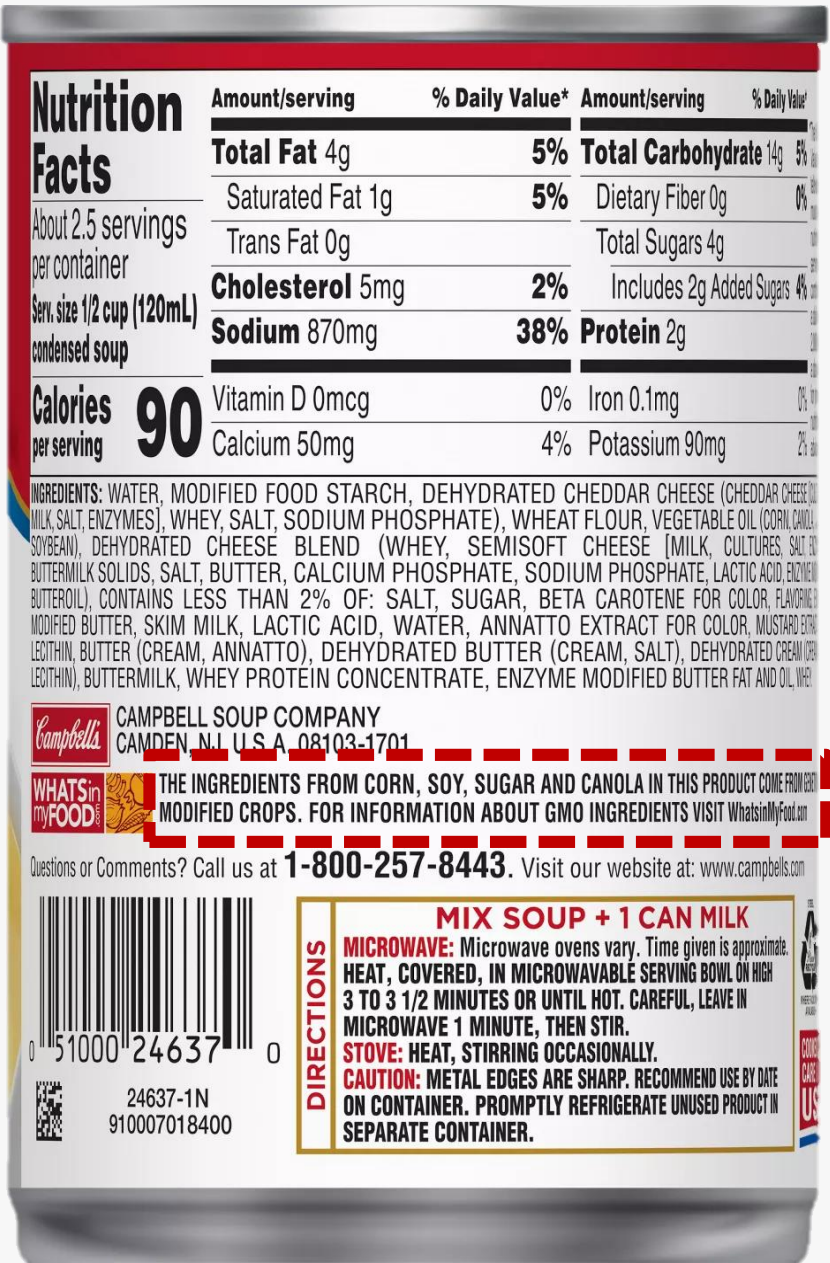 Nutrition
Facts
About 2.5 servings
per container
Serv. size 1/2 cup (120mL)
condensed soup
Calories
per serving
90
Amount/serving % Daily Value*
Total Fat 4g 5%
Saturated Fat 1g 5%
Trans Fat 0g
Cholesterol 5mg 2%
Sodium 870mg 38%
Vitamin D 0mcg 0%
Calcium 50mg 4%
Amount/serving % Daily Value*
Total Carbohydrate 14g 5%
Dietary Fiber 0g 0%
Total Sugars 4g
Includes 2g Added Sugars 4%
Protein 2g
Iron 0.1mg 0%
Potassium 90mg 2%
INGREDIENTS: WATER, MODIFIED FOOD STARCH, DEHYDRATED CHEDDAR CHEESE (CHEDDAR CHEESE
MILK, SALT, ENZYMES], WHEY, SALT, SODIUM PHOSPHATE), WHEAT FLOUR, VEGETABLE OIL (CORN, CANOLA,
SOYBEAN), DEHYDRATED CHEESE BLEND (WHEY, SEMISOFT CHEESE [MILK, CULTURES, SALT,
BUTTERMILK SOLIDS, SALT, BUTTER, CALCIUM PHOSPHATE, SODIUM PHOSPHATE, LACTIC ACID,
BUTTEROIL), CONTAINS LESS THAN 2% OF: SALT, SUGAR, BETA CAROTENE FOR COLOR, FLAVORING,
MODIFIED BUTTER, SKIM MILK, LACTIC ACID, WATER, ANNATTO EXTRACT FOR COLOR, MUSTARD
LECITHIN, BUTTER (CREAM, ANNATTO), DEHYDRATED BUTTER (CREAM, SALT), DEHYDRATED CREAM
LECITHIN), BUTTERMILK, WHEY PROTEIN CONCENTRATE, ENZYME MODIFIED BUTTER FAT AND OIL, WHEY
Campbell's
CAMPBELL SOUP COMPANY
CAMDEN, NJ, U.S.A. 08103-1701
WHATSin
myFOOD
.com
THE INGREDIENTS FROM CORN, SOY, SUGAR AND CANOLA IN THIS PRODUCT COME FROM
MODIFIED CROPS. FOR INFORMATION ABOUT GMO INGREDIENTS VISIT WhatsinMyFood.com
Questions or Comments? Call us at 1-800-257-8443. Visit our website at: www.campbells.com
0 51000 24637 0
24637-1N
910007018400
DIRECTIONS
MIX SOUP + 1 CAN MILK
MICROWAVE: Microwave ovens vary. Time given is approximate.
HEAT, COVERED, IN MICROWAVABLE SERVING BOWL ON HIGH
3 TO 3 1/2 MINUTES OR UNTIL HOT. CAREFUL, LEAVE IN
MICROWAVE 1 MINUTE, THEN STIR.
STOVE: HEAT, STIRRING OCCASIONALLY.
CAUTION: METAL EDGES ARE SHARP. RECOMMEND USE BY DATE
ON CONTAINER. PROMPTLY REFRIGERATE UNUSED PRODUCT IN
SEPARATE CONTAINER.